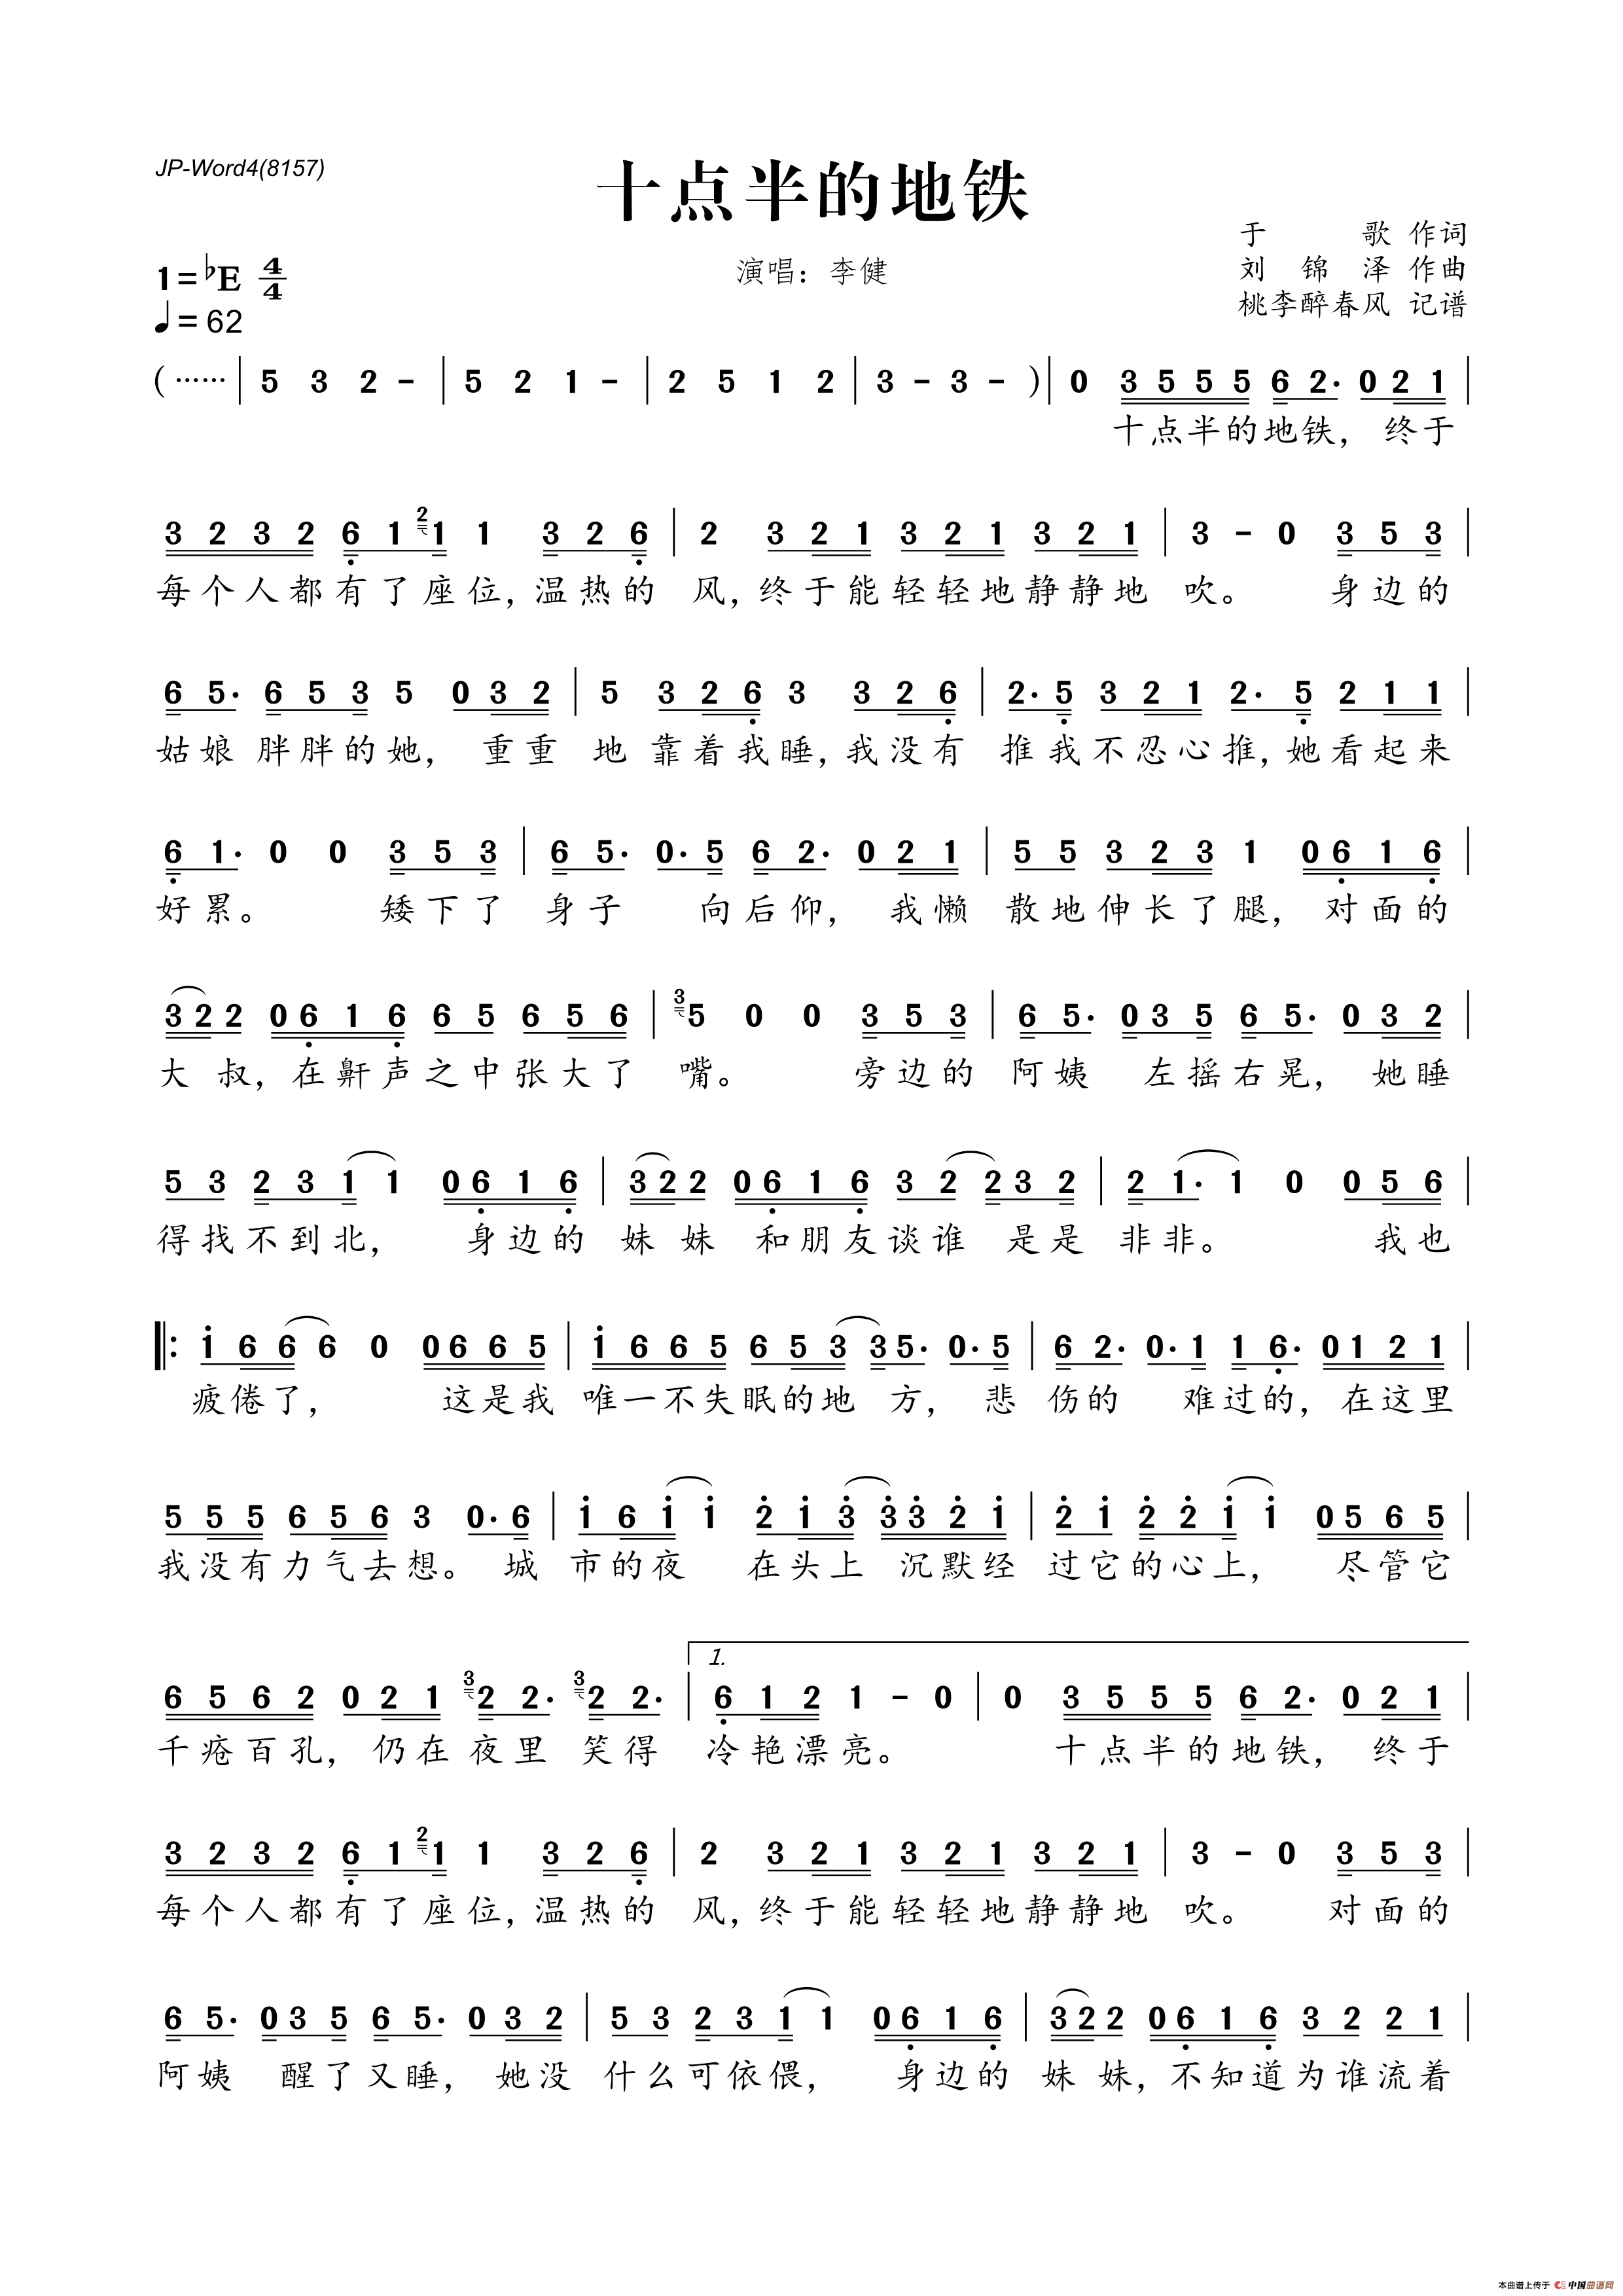 JP-Word4(8157)
十点半的地铁
于 歌 作词
1=♭E 4/4
演唱：李健
刘 锦 泽 作曲
♩=62
桃李醉春风 记谱
( …… | 5 3 2 - | 5 2 1 - | 2 5 1 2 | 3 - 3 - ) | 0 3 5 5 5 6 2· 0 2 1 |
十点半的地铁， 终于
3 2 3 2 6 1 2 1 1 3 2 6 | 2 3 2 1 3 2 1 3 2 1 | 3 - 0 3 5 3 |
每个人都有了座位，温热的 风，终于能轻轻地静静地 吹。 身边的
6 5· 6 5 3 5 0 3 2 | 5 3 2 6 3 3 2 6 | 2· 5 3 2 1 2· 5 2 1 1 |
姑娘 胖胖的她， 重重 地 靠着我睡，我没有 推我不忍心推，她看起来
6 1· 0 0 3 5 3 | 6 5· 0· 5 6 2· 0 2 1 | 5 5 3 2 3 1 0 6 1 6 |
好累。 矮下了 身子 向后仰， 我懒 散地伸长了腿， 对面的
3 2 2 0 6 1 6 6 5 6 5 6 | 3 5 0 0 3 5 3 | 6 5· 0 3 5 6 5· 0 3 2 |
大 叔，在鼾声之中张大了 嘴。 旁边的 阿姨 左摇右晃， 她睡
5 3 2 3 1 1 0 6 1 6 | 3 2 2 0 6 1 6 3 2 2 3 2 | 2 1· 1 0 0 5 6 |
得找不到北， 身边的 妹 妹 和朋友谈谁 是是 非非。 我也
‖: 1 6 6 6 0 0 6 6 5 | 1 6 6 5 6 5 3 3 5· 0· 5 | 6 2· 0· 1 1 6· 0 1 2 1 |
疲倦了， 这是我 唯一不失眠的地 方， 悲 伤的 难过的，在这里
5 5 5 6 5 6 3 0· 6 | 1 6 1 1 2 1 3 3 3 2 1 | 2 1 2 2 1 1 0 5 6 5 |
我没有力气去想。 城 市的夜 在头上 沉默经 过它的心上， 尽管它
1.
6 5 6 2 0 2 1 3 2 2· 3 2 2· | 6 1 2 1 - 0 | 0 3 5 5 5 6 2· 0 2 1 |
千疮百孔， 仍在 夜里 笑得 冷艳漂亮。 十点半的地铁， 终于
3 2 3 2 6 1 2 1 1 3 2 6 | 2 3 2 1 3 2 1 3 2 1 | 3 - 0 3 5 3 |
每个人都有了座位，温热的 风，终于能轻轻地静静地 吹。 对面的
6 5· 0 3 5 6 5· 0 3 2 | 5 3 2 3 1 1 0 6 1 6 | 3 2 2 0 6 1 6 3 2 2 1 |
阿姨 醒了又睡， 她没 什么可依偎， 身边的 妹 妹，不知道为谁流着
本曲谱上传于 中国曲谱网